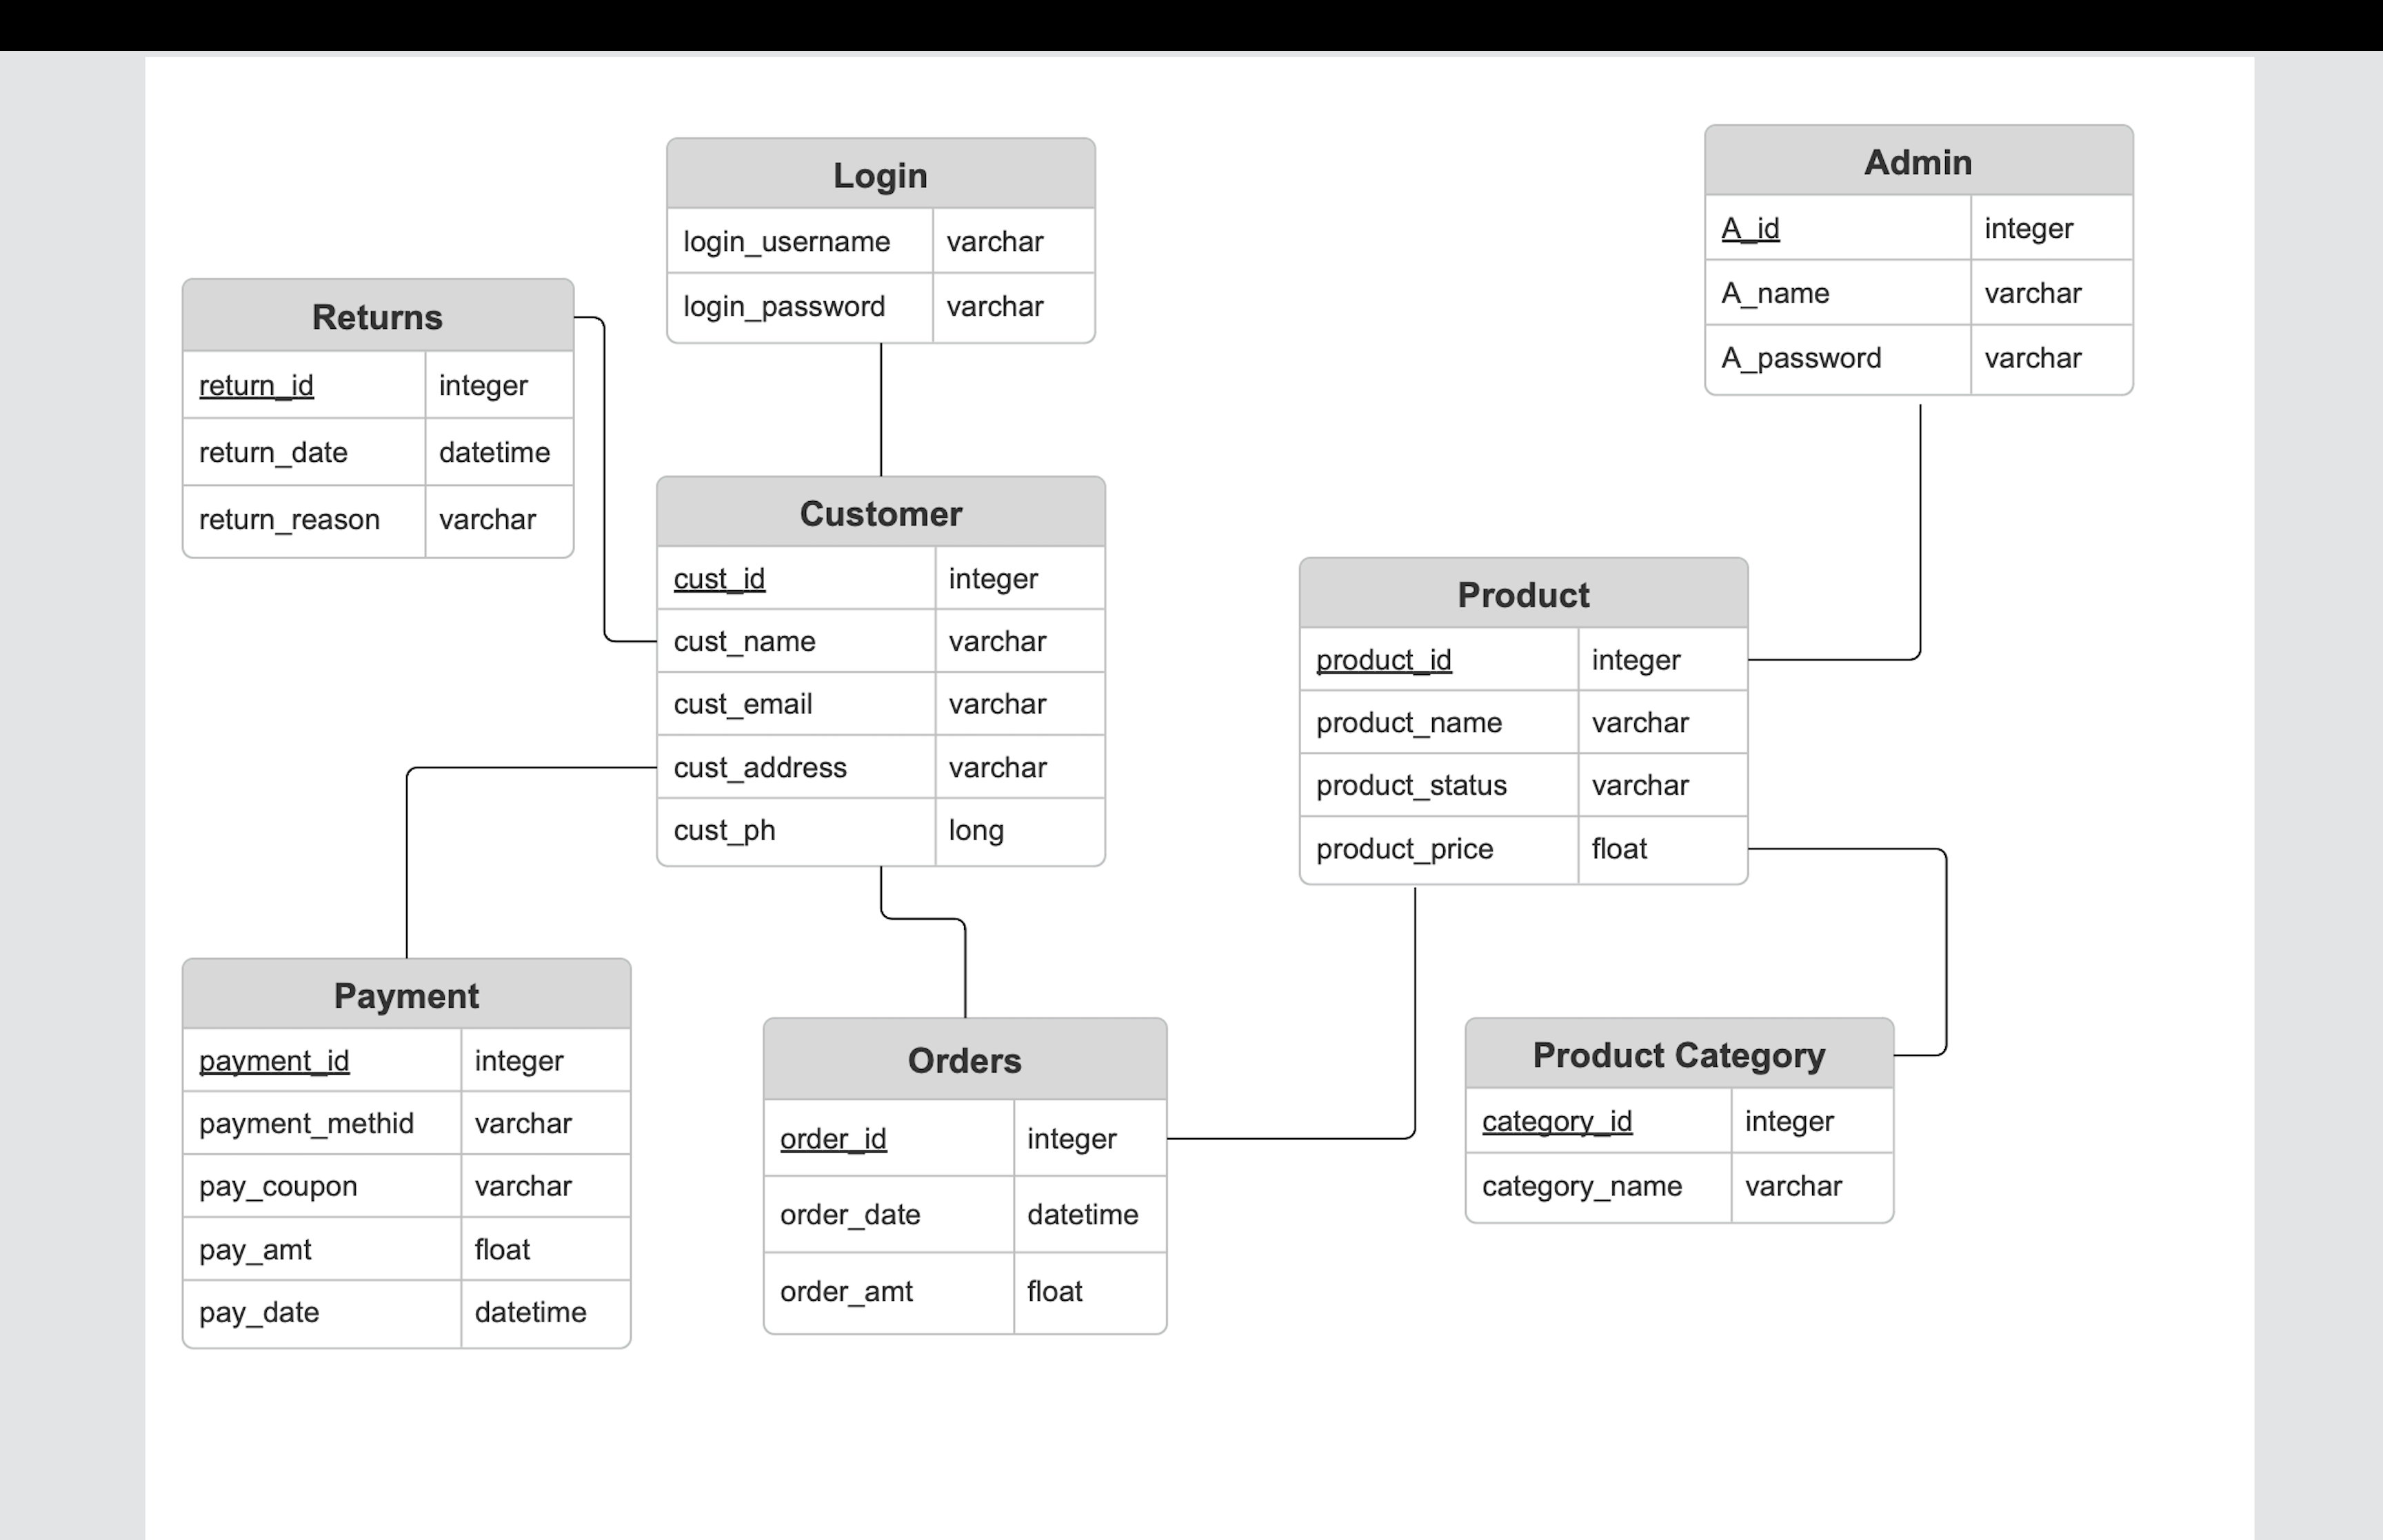 Login
login_username varchar
login_password varchar
Admin
A_id integer
A_name varchar
A_password varchar
Returns
return_id integer
return_date datetime
return_reason varchar
Customer
cust_id integer
cust_name varchar
cust_email varchar
cust_address varchar
cust_ph long
Product
product_id integer
product_name varchar
product_status varchar
product_price float
Payment
payment_id integer
payment_methid varchar
pay_coupon varchar
pay_amt float
pay_date datetime
Orders
order_id integer
order_date datetime
order_amt float
Product Category
category_id integer
category_name varchar